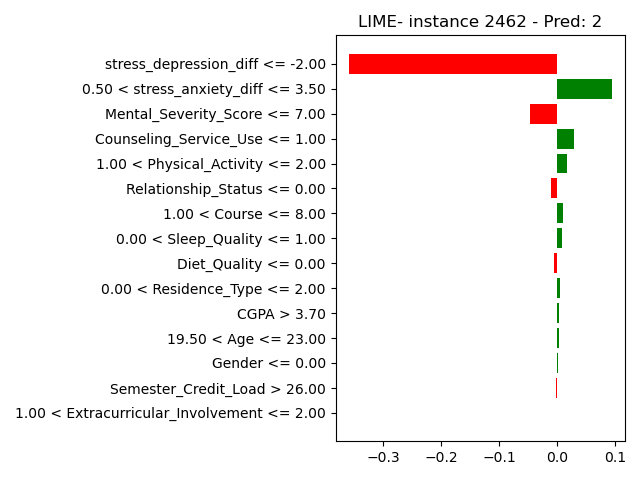 LIME- instance 2462 - Pred: 2
stress_depression_diff <= -2.00
0.50 < stress_anxiety_diff <= 3.50
Mental_Severity_Score <= 7.00
Counseling_Service_Use <= 1.00
1.00 < Physical_Activity <= 2.00
Relationship_Status <= 0.00
1.00 < Course <= 8.00
0.00 < Sleep_Quality <= 1.00
Diet_Quality <= 0.00
0.00 < Residence_Type <= 2.00
CGPA > 3.70
19.50 < Age <= 23.00
Gender <= 0.00
Semester_Credit_Load > 26.00
1.00 < Extracurricular_Involvement <= 2.00
−0.3 −0.2 −0.1 0.0 0.1